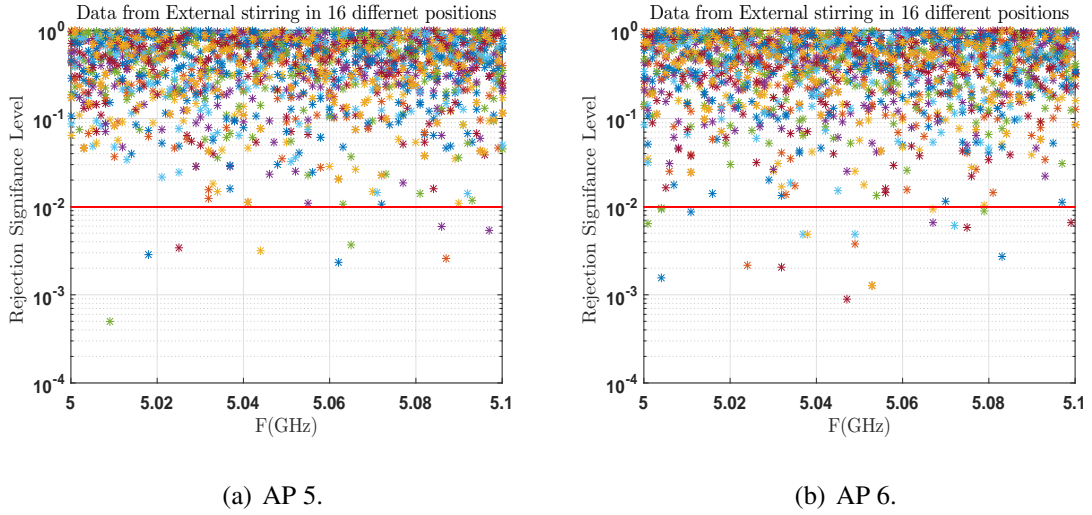 Data from External stirring in 16 differnet positions
10^0
10^-1
10^-2
10^-3
10^-4
Rejection Signifance Level
5 5.02 5.04 5.06 5.08 5.1
F(GHz)
(a) AP 5.
Data from External stirring in 16 different positions
10^0
10^-1
10^-2
10^-3
10^-4
Rejection Signifance Level
5 5.02 5.04 5.06 5.08 5.1
F(GHz)
(b) AP 6.